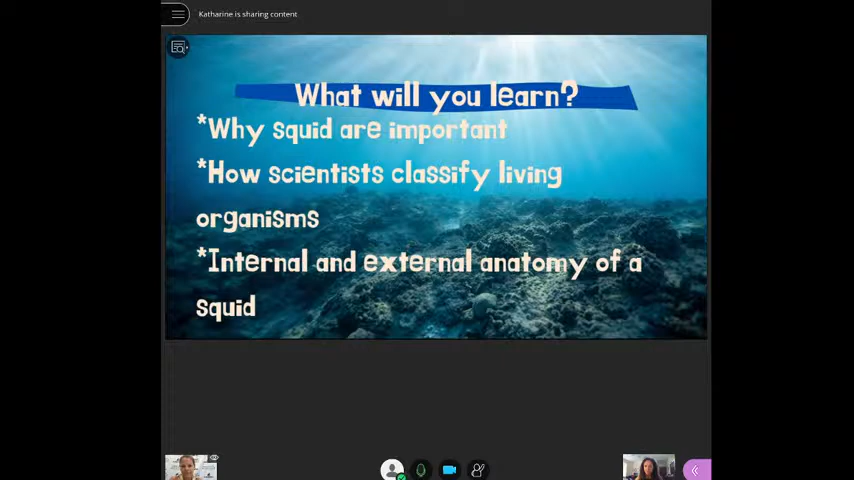 Katharine is sharing content
What will you learn?
*Why squid are important
*How scientists classify living
organisms
*Internal and external anatomy of a
squid